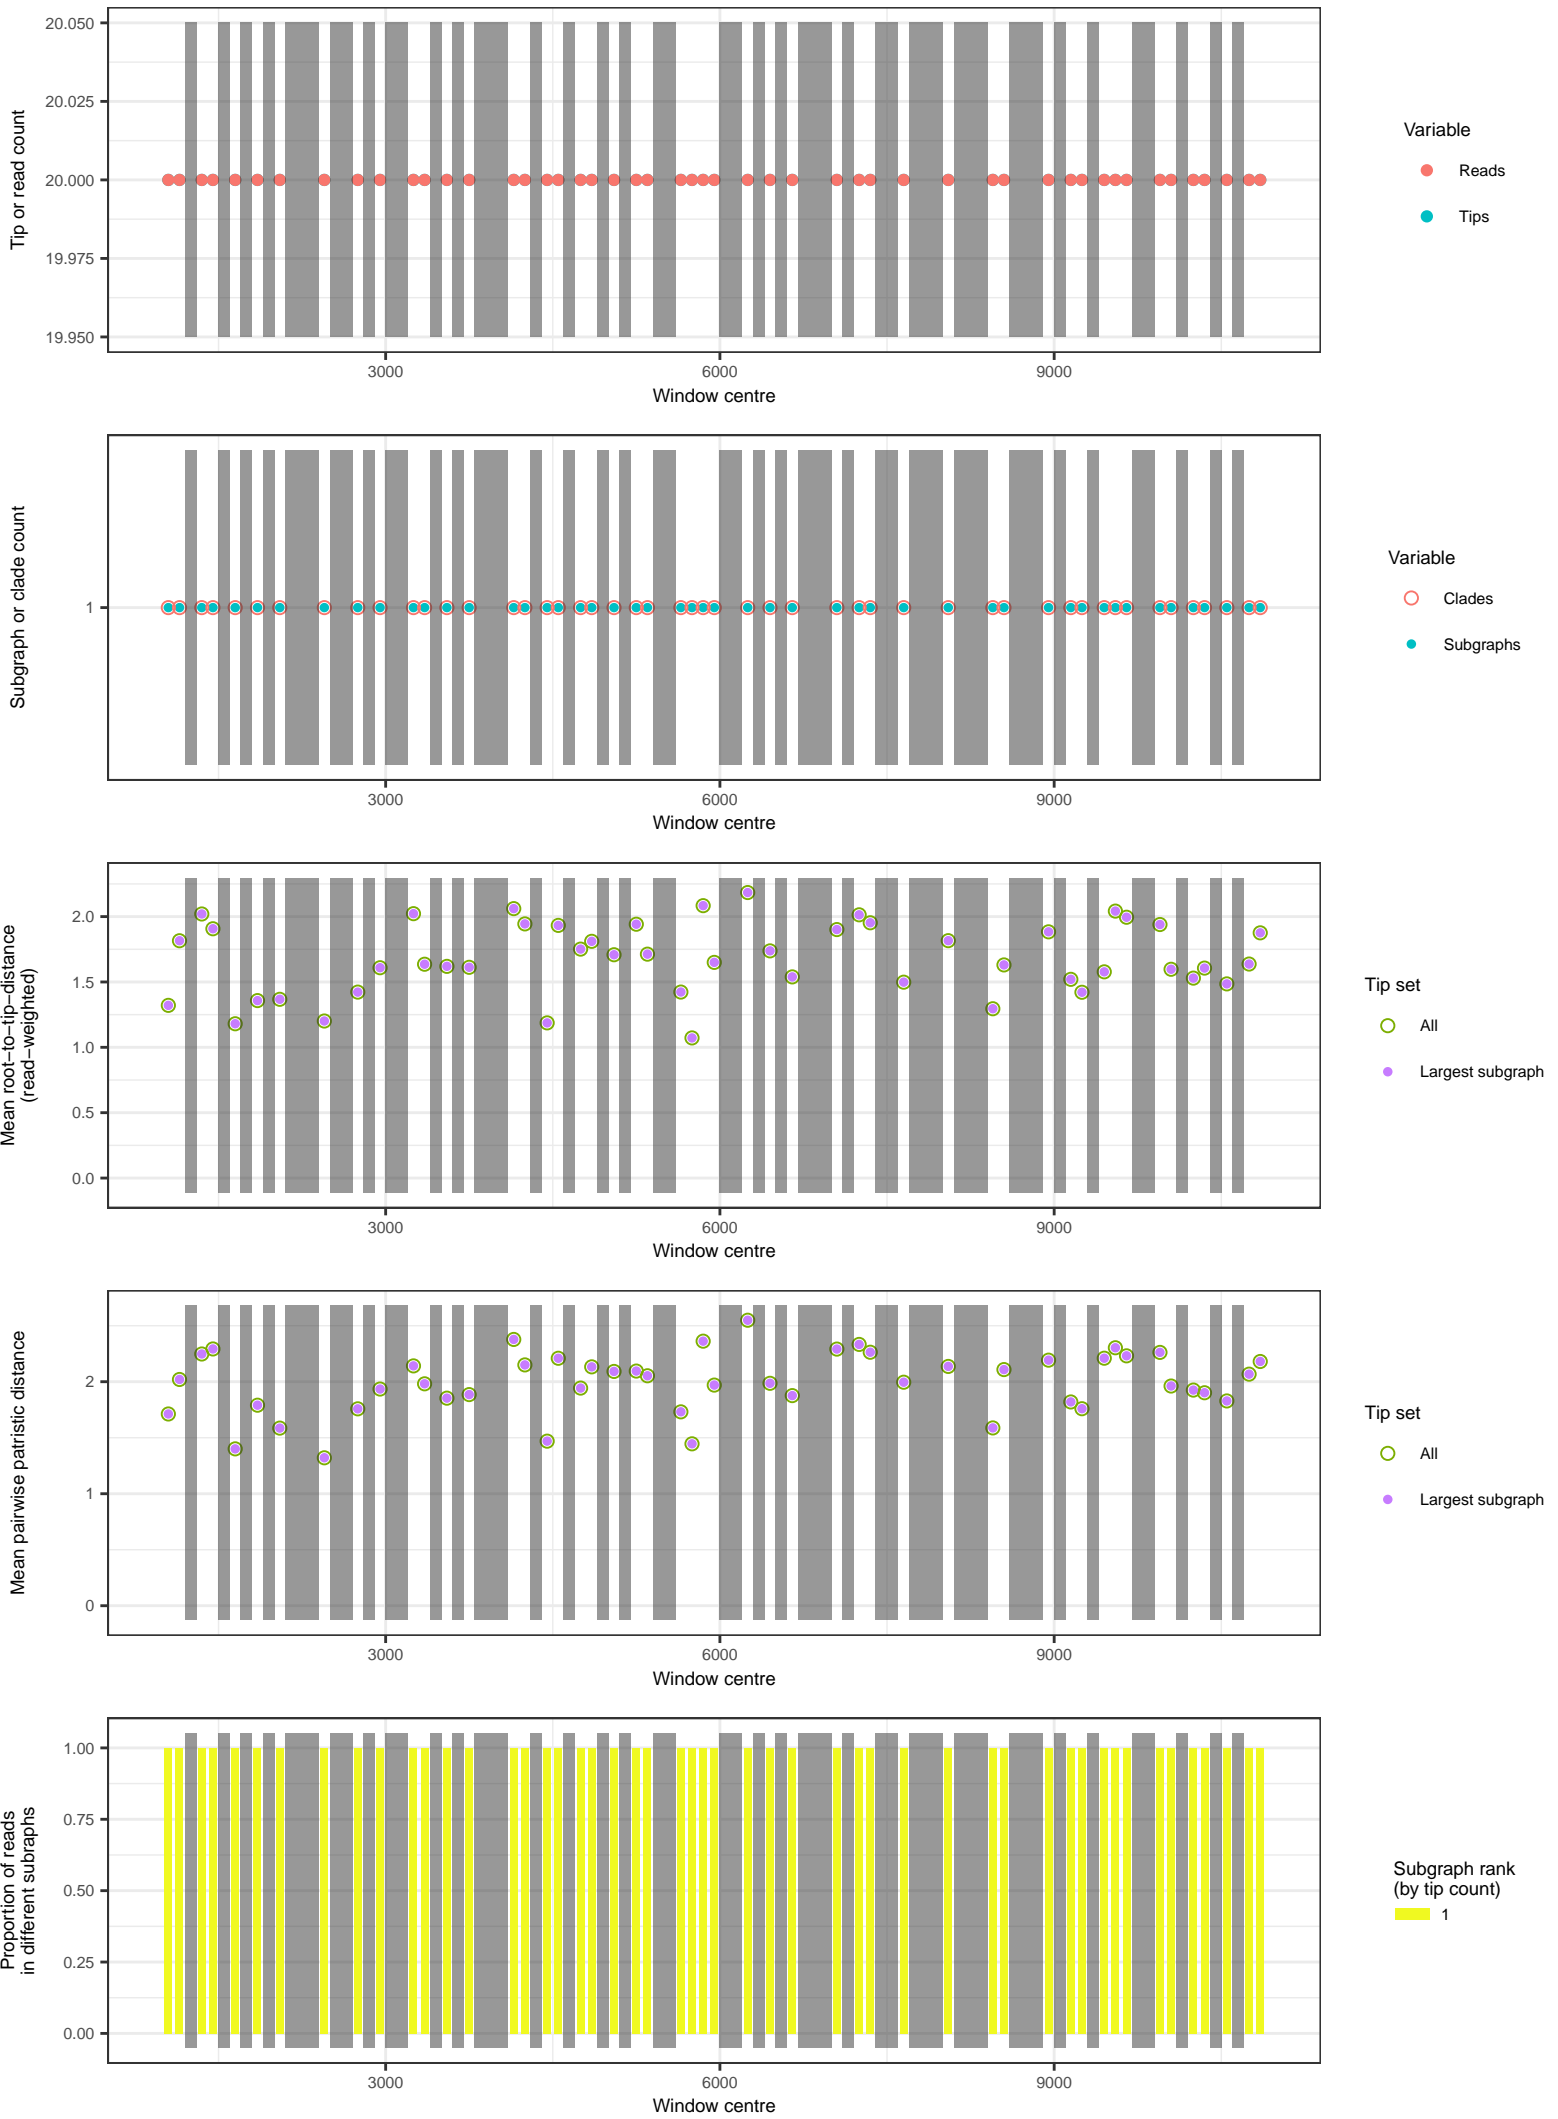 20.050
20.025
20.000
19.975
19.950
Tip or read count
3000
6000
9000
Window centre
Variable
Reads
Tips
1
Subgraph or clade count
3000
6000
9000
Window centre
Variable
Clades
Subgraphs
2.0
1.5
1.0
0.5
0.0
Mean root−to−tip−distance
(read−weighted)
3000
6000
9000
Window centre
Tip set
All
Largest subgraph
2
1
0
Mean pairwise patristic distance
3000
6000
9000
Window centre
Tip set
All
Largest subgraph
1.00
0.75
0.50
0.25
0.00
Proportion of reads
in different subraphs
3000
6000
9000
Window centre
Subgraph rank
(by tip count)
1